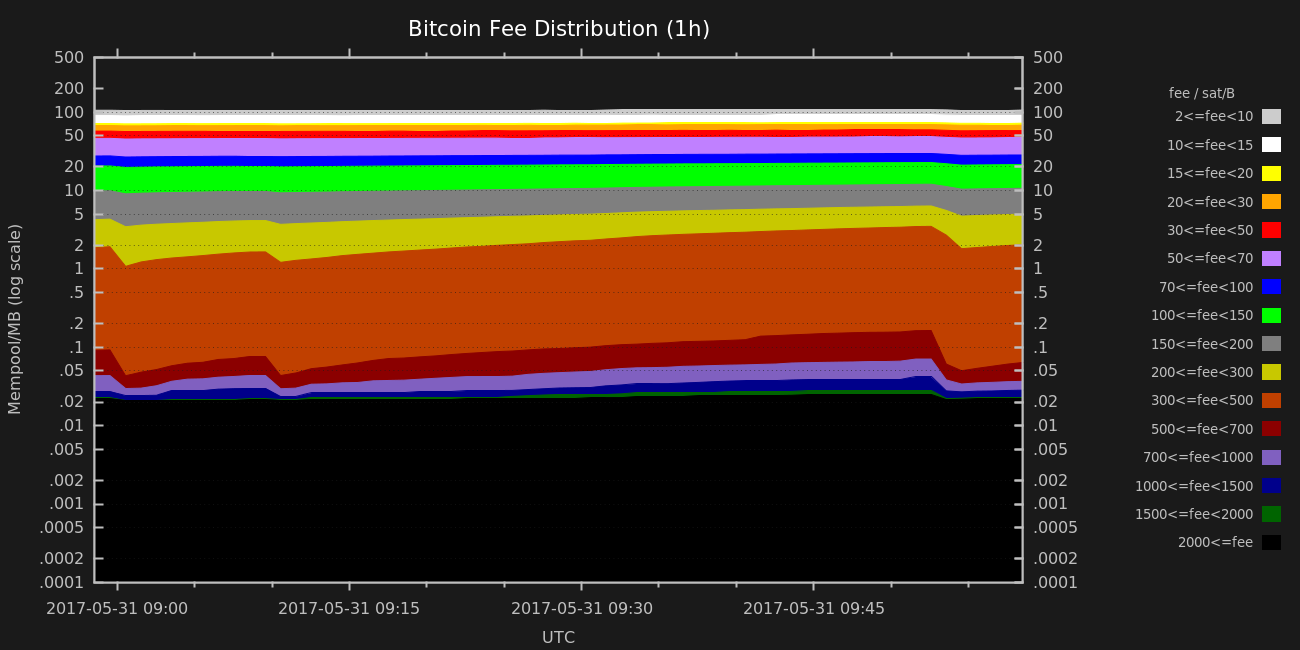 Bitcoin Fee Distribution (1h)
500
200
100
50
20
10
5
2
1
.5
.2
.1
.05
.02
.01
.005
.002
.001
.0005
.0002
.0001
Mempool/MB (log scale)
500
200
100
50
20
10
5
2
1
.5
.2
.1
.05
.02
.01
.005
.002
.001
.0005
.0002
.0001
2017-05-31 09:00
2017-05-31 09:15
2017-05-31 09:30
2017-05-31 09:45
UTC
fee / sat/B
2<=fee<10
10<=fee<15
15<=fee<20
20<=fee<30
30<=fee<50
50<=fee<70
70<=fee<100
100<=fee<150
150<=fee<200
200<=fee<300
300<=fee<500
500<=fee<700
700<=fee<1000
1000<=fee<1500
1500<=fee<2000
2000<=fee